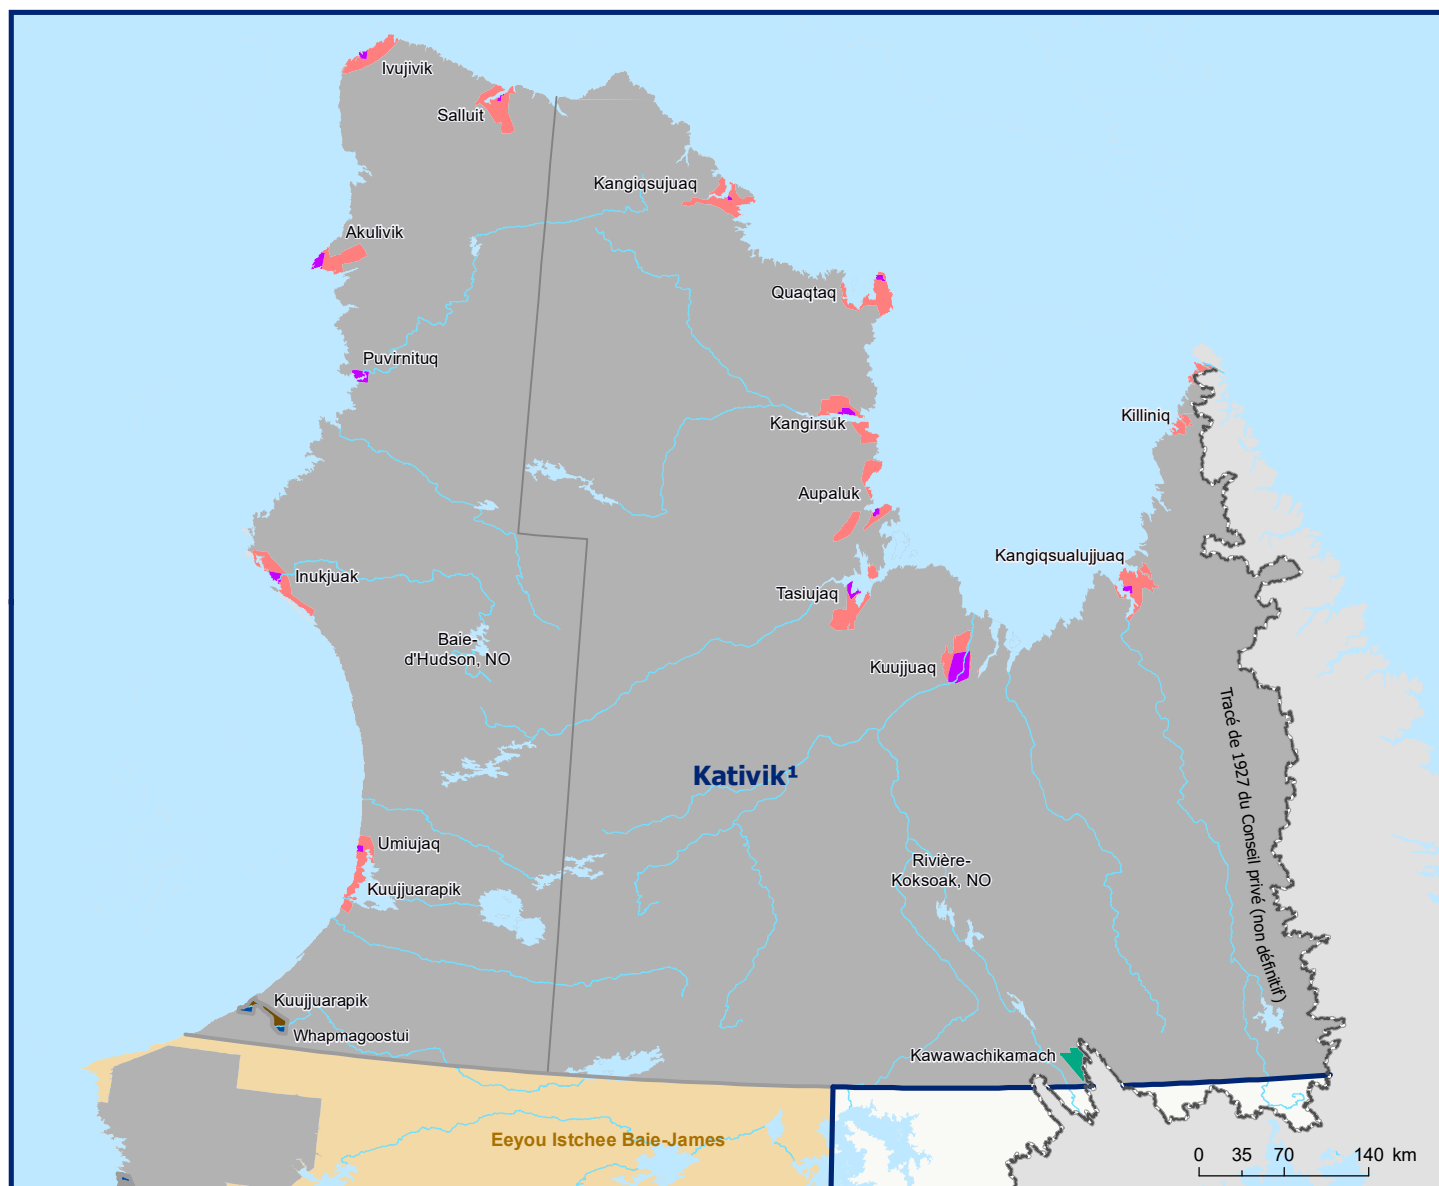 Ivujivik
Salluit
Kangiqsujuaq
Akulivik
Quaqtaq
Puvirnituq
Killiniq
Kangirsuk
Aupaluk
Kangiqsualujjuaq
Inukjuak
Tasiujaq
Baie-
d'Hudson, NO
Kuujjuaq
Tracé de 1927 du Conseil privé (non définitif)
Kativik¹
Umiujaq
Kuujjuarapik
Rivière-
Koksoak, NO
Kuujjuarapik
Whapmagoostui
Kawawachikamach
Eeyou Istchee Baie-James
0 35 70 140 km